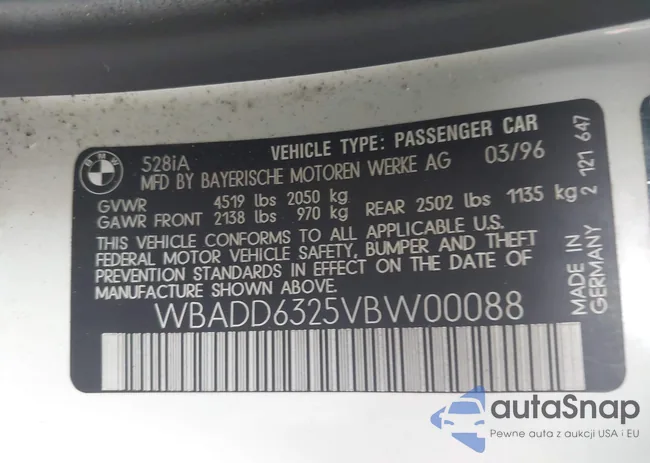 BMW
528iA
VEHICLE TYPE: PASSENGER CAR
MFD BY BAYERISCHE MOTOREN WERKE AG 03/96
GVWR 4519 lbs 2050 kg
GAWR FRONT 2138 lbs 970 kg REAR 2502 lbs 1135 kg
THIS VEHICLE CONFORMS TO ALL APPLICABLE U.S.
FEDERAL MOTOR VEHICLE SAFETY, BUMPER AND THEFT
PREVENTION STANDARDS IN EFFECT ON THE DATE OF
MANUFACTURE SHOWN ABOVE.
WBADD6325VBW00088
2 121 647
MADE IN
GERMANY
autaSnap
Pewne auta z aukcji USA i EU